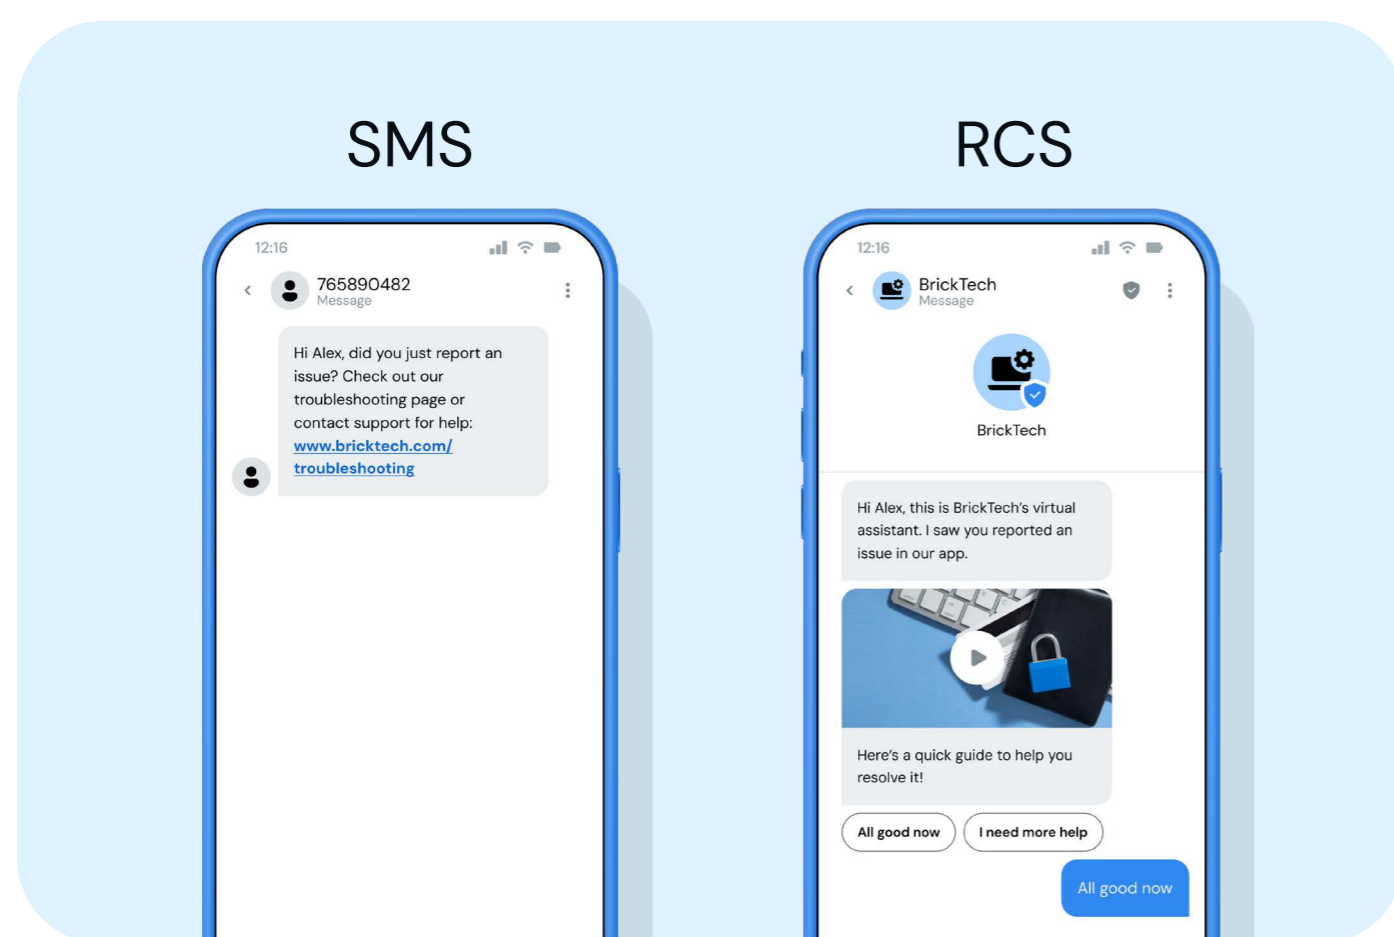 SMS
12:16
765890482
Message
Hi Alex, did you just report an
issue? Check out our
troubleshooting page or
contact support for help:
www.bricktech.com/
troubleshooting
RCS
12:16
BrickTech
Message
BrickTech
Hi Alex, this is BrickTech’s virtual
assistant. I saw you reported an
issue in our app.
Here’s a quick guide to help you
resolve it!
All good now
I need more help
All good now